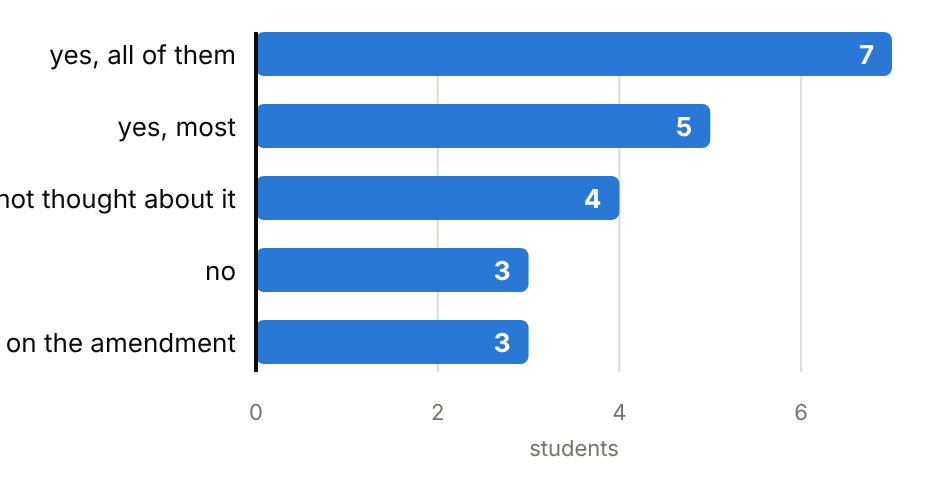 yes, all of them 7
yes, most 5
not thought about it 4
no 3
on the amendment 3
0 2 4 6
students